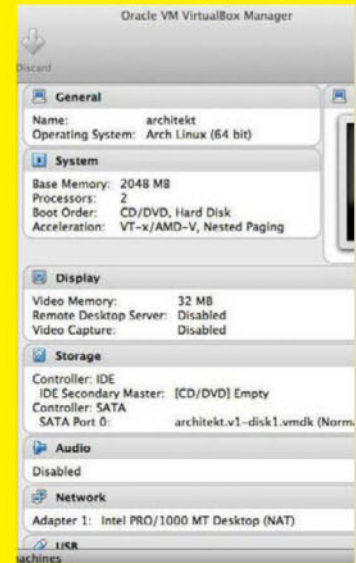 Oracle VM VirtualBox Manager
Discard
General
Name: architekt
Operating System: Arch Linux (64 bit)
System
Base Memory: 2048 MB
Processors: 2
Boot Order: CD/DVD, Hard Disk
Acceleration: VT-x/AMD-V, Nested Paging
Display
Video Memory: 32 MB
Remote Desktop Server: Disabled
Video Capture: Disabled
Storage
Controller: IDE
IDE Secondary Master: [CD/DVD] Empty
Controller: SATA
SATA Port 0: architekt.v1-disk1.vmdk (Norma
Audio
Disabled
Network
Adapter 1: Intel PRO/1000 MT Desktop (NAT)
USB
achines